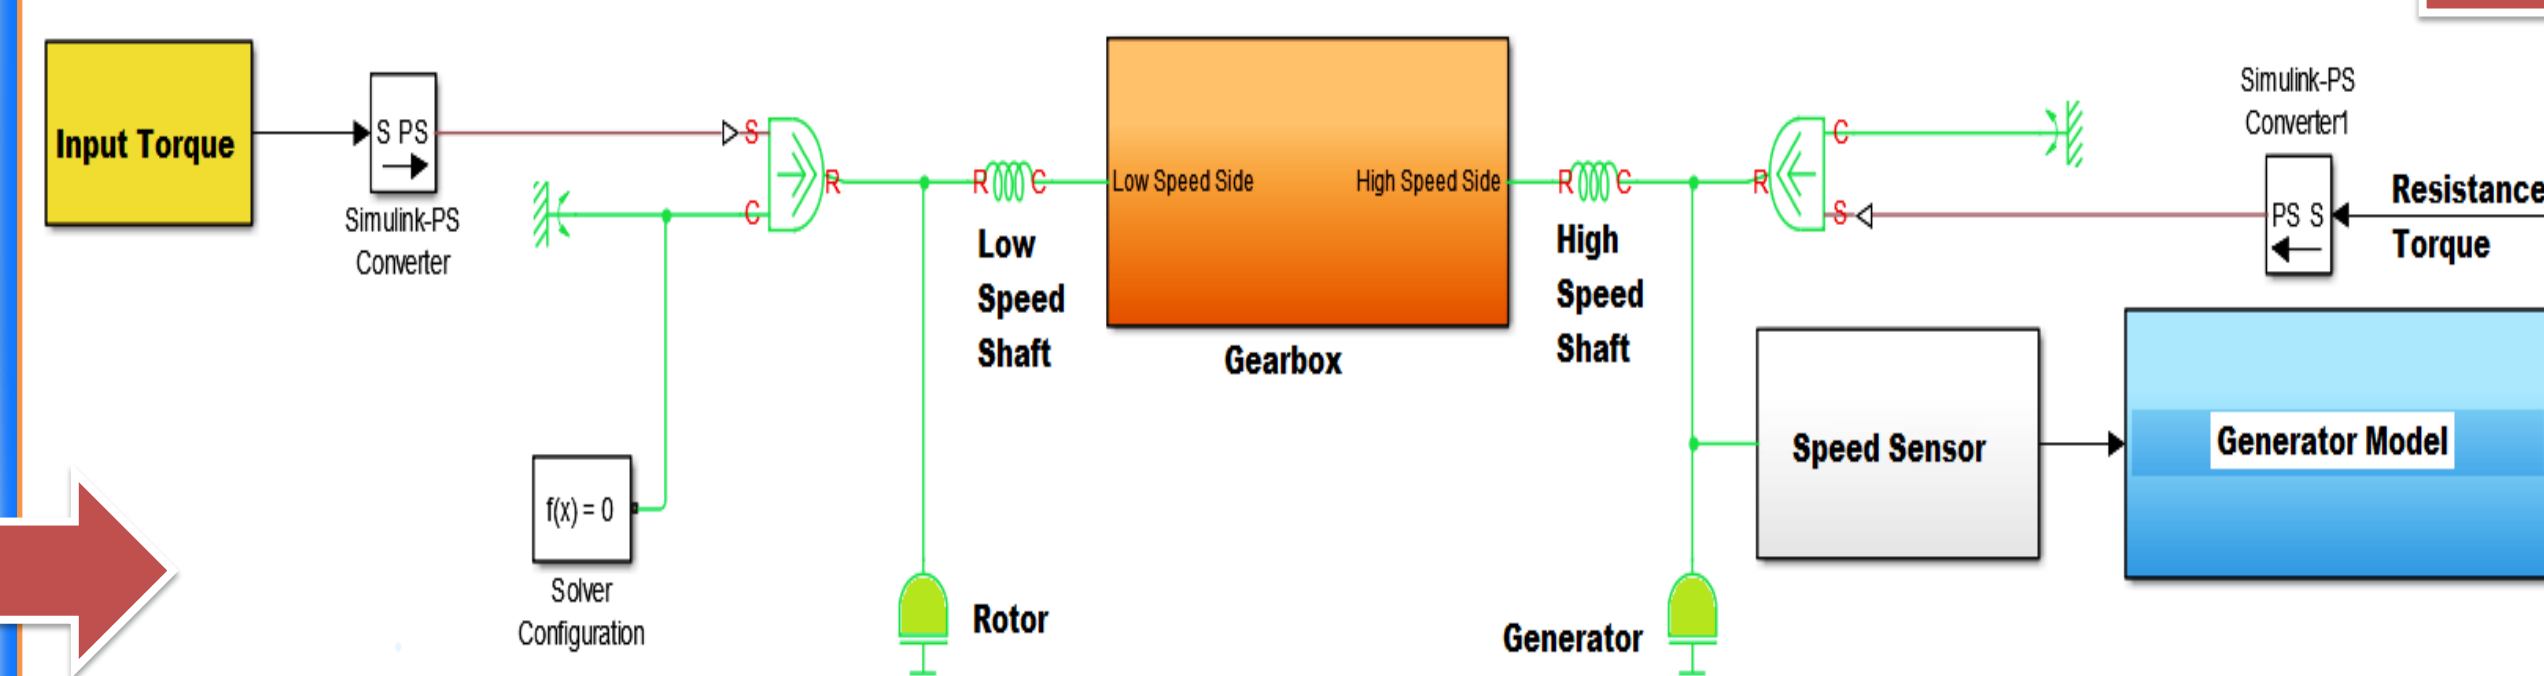 Input Torque
S PS
Simulink-PS
Converter
S
C
R
f(x) = 0
Solver
Configuration
R
C
Low
Speed
Shaft
Rotor
Low Speed Side
High Speed Side
Gearbox
R
C
High
Speed
Shaft
Generator
R
C
S
Simulink-PS
Converter1
PS S
Resistance
Torque
Speed Sensor
Generator Model